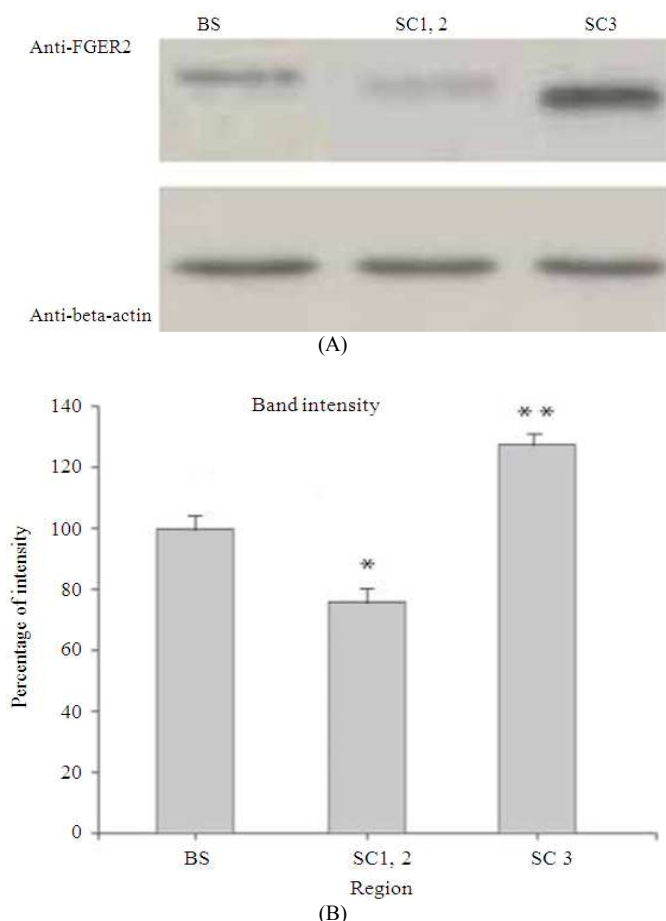 BS SC1, 2 SC3
Anti-FGER2
Anti-beta-actin
(A)
Band intensity
140
120
100
80
60
40
20
0
Percentage of intensity
*
* *
BS SC1, 2 SC 3
Region
(B)